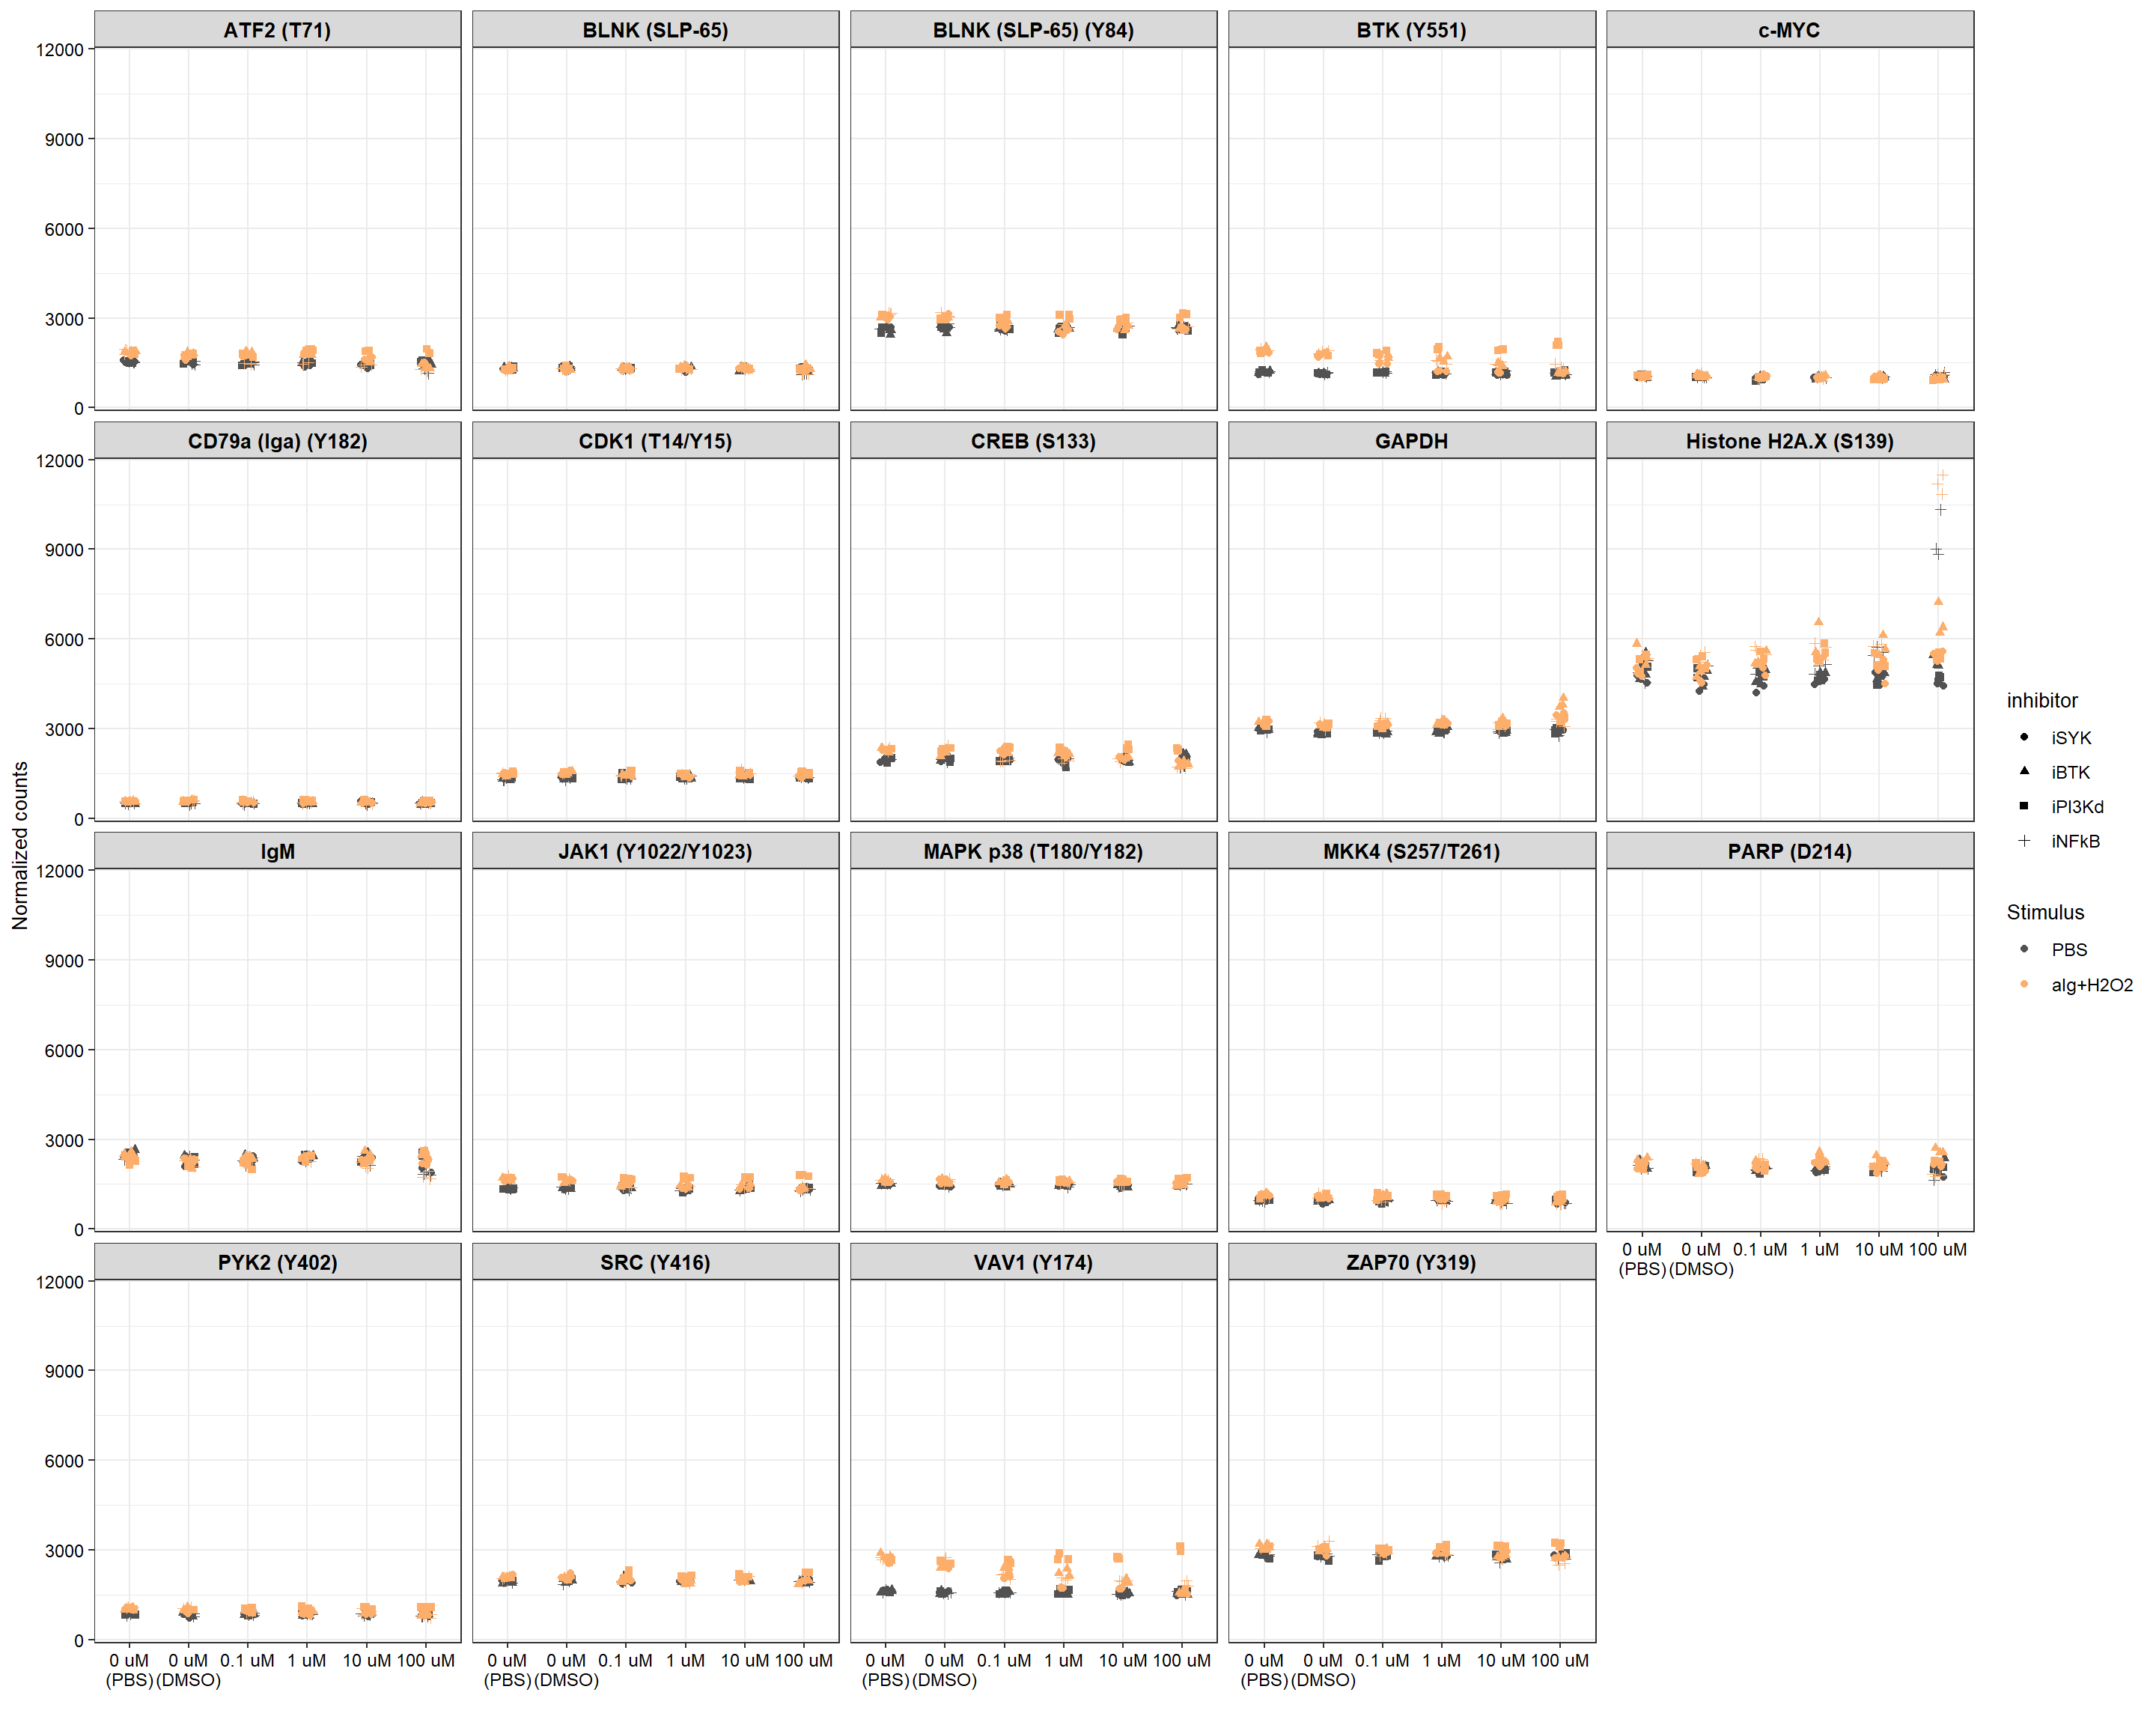 ATF2 (T71)
BLNK (SLP-65)
BLNK (SLP-65) (Y84)
BTK (Y551)
c-MYC
12000
9000
6000
3000
0
CD79a (Iga) (Y182)
CDK1 (T14/Y15)
CREB (S133)
GAPDH
Histone H2A.X (S139)
12000
9000
6000
3000
0
IgM
JAK1 (Y1022/Y1023)
MAPK p38 (T180/Y182)
MKK4 (S257/T261)
PARP (D214)
12000
9000
6000
3000
0
0 uM (PBS)
0 uM (DMSO)
0.1 uM
1 uM
10 uM
100 uM
PYK2 (Y402)
SRC (Y416)
VAV1 (Y174)
ZAP70 (Y319)
12000
9000
6000
3000
0
0 uM (PBS)
0 uM (DMSO)
0.1 uM
1 uM
10 uM
100 uM
0 uM (PBS)
0 uM (DMSO)
0.1 uM
1 uM
10 uM
100 uM
0 uM (PBS)
0 uM (DMSO)
0.1 uM
1 uM
10 uM
100 uM
0 uM (PBS)
0 uM (DMSO)
0.1 uM
1 uM
10 uM
100 uM
Normalized counts
inhibitor
iSYK
iBTK
iPI3Kd
iNFkB
Stimulus
PBS
aIg+H2O2